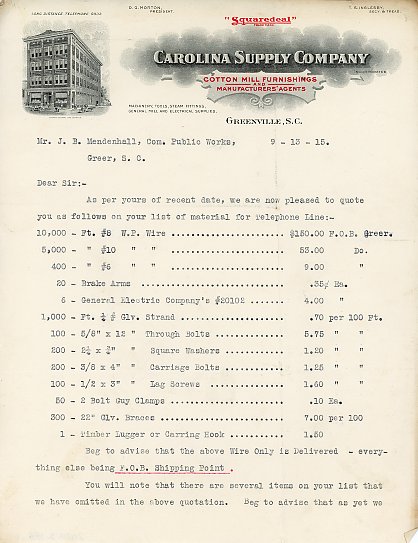 LONG DISTANCE TELEPHONE
D. G. MORTON,
PRESIDENT.
"Squaredeal"
TRADE MARK
T. S. INGLESBY,
SECY. & TREAS.
CAROLINA SUPPLY COMPANY
INCORPORATED
COTTON MILL FURNISHINGS
AND
MANUFACTURERS' AGENTS
MACHINERY, TOOLS, STEAM FITTINGS,
GENERAL MILL AND ELECTRICAL SUPPLIES.
GREENVILLE, S.C.
Mr. J. B. Mendenhall, Com. Public Works, 9 - 13 - 15.
Greer, S. C.
Dear Sir:-
As per yours of recent date, we are now pleased to quote
you as follows on your list of material for Telephone Line:-
10,000 - Ft. #8 W.P. Wire ...................... $150.00 F.O.B. Greer.
5,000 - " #10 " " ...................... 53.00 Do.
400 - " #6 " " ...................... 9.00 "
20 - Brake Arms ............................ .35¢ Ea.
6 - General Electric Company's #20102 ....... 4.00 "
1,000 - Ft. ¼ # Glv. Strand ................... .70 per 100 Ft.
100 - 5/8" x 12 " Through Bolts ............. 5.75 " "
200 - 2¼ x " Square Washers ........... 1.20 " "
200 - 3/8 x 4" " Carriage Bolts ........... 1.25 " "
100 - 1/2 x 3" " Lag Screws ............... 1.60 " "
50 - 2 Bolt Guy Clamps ...................... .10 Ea.
300 - 22" Glv. Braces ........................ 7.00 per 100
1 - Timber Lugger or Carring Hook .......... 1.50
Beg to advise that the above Wire Only is Delivered - every-
thing else being F.O.B. Shipping Point .
You will note that there are several items on your list that
we have omitted in the above quotation. Beg to advise that as yet we